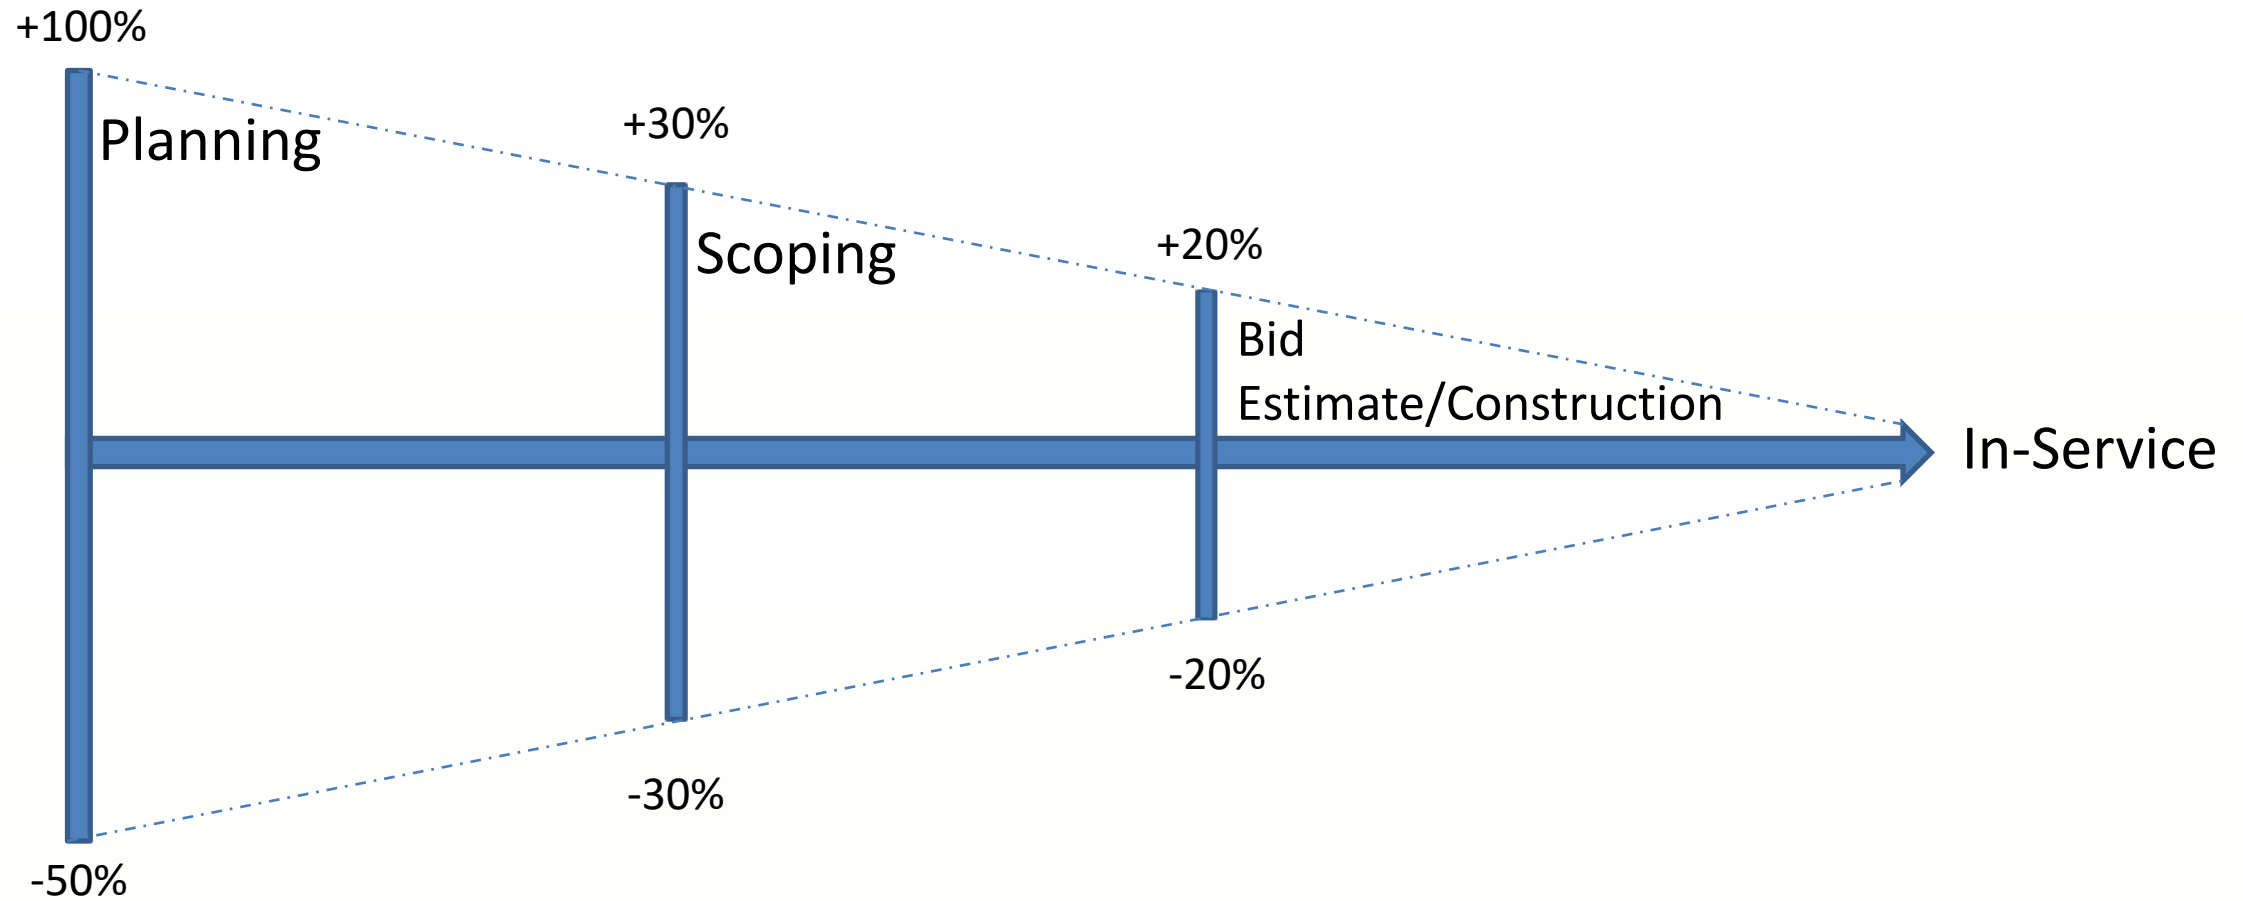 +100%
Planning
+30%
Scoping
+20%
Bid
Estimate/Construction
In-Service
-20%
-30%
-50%